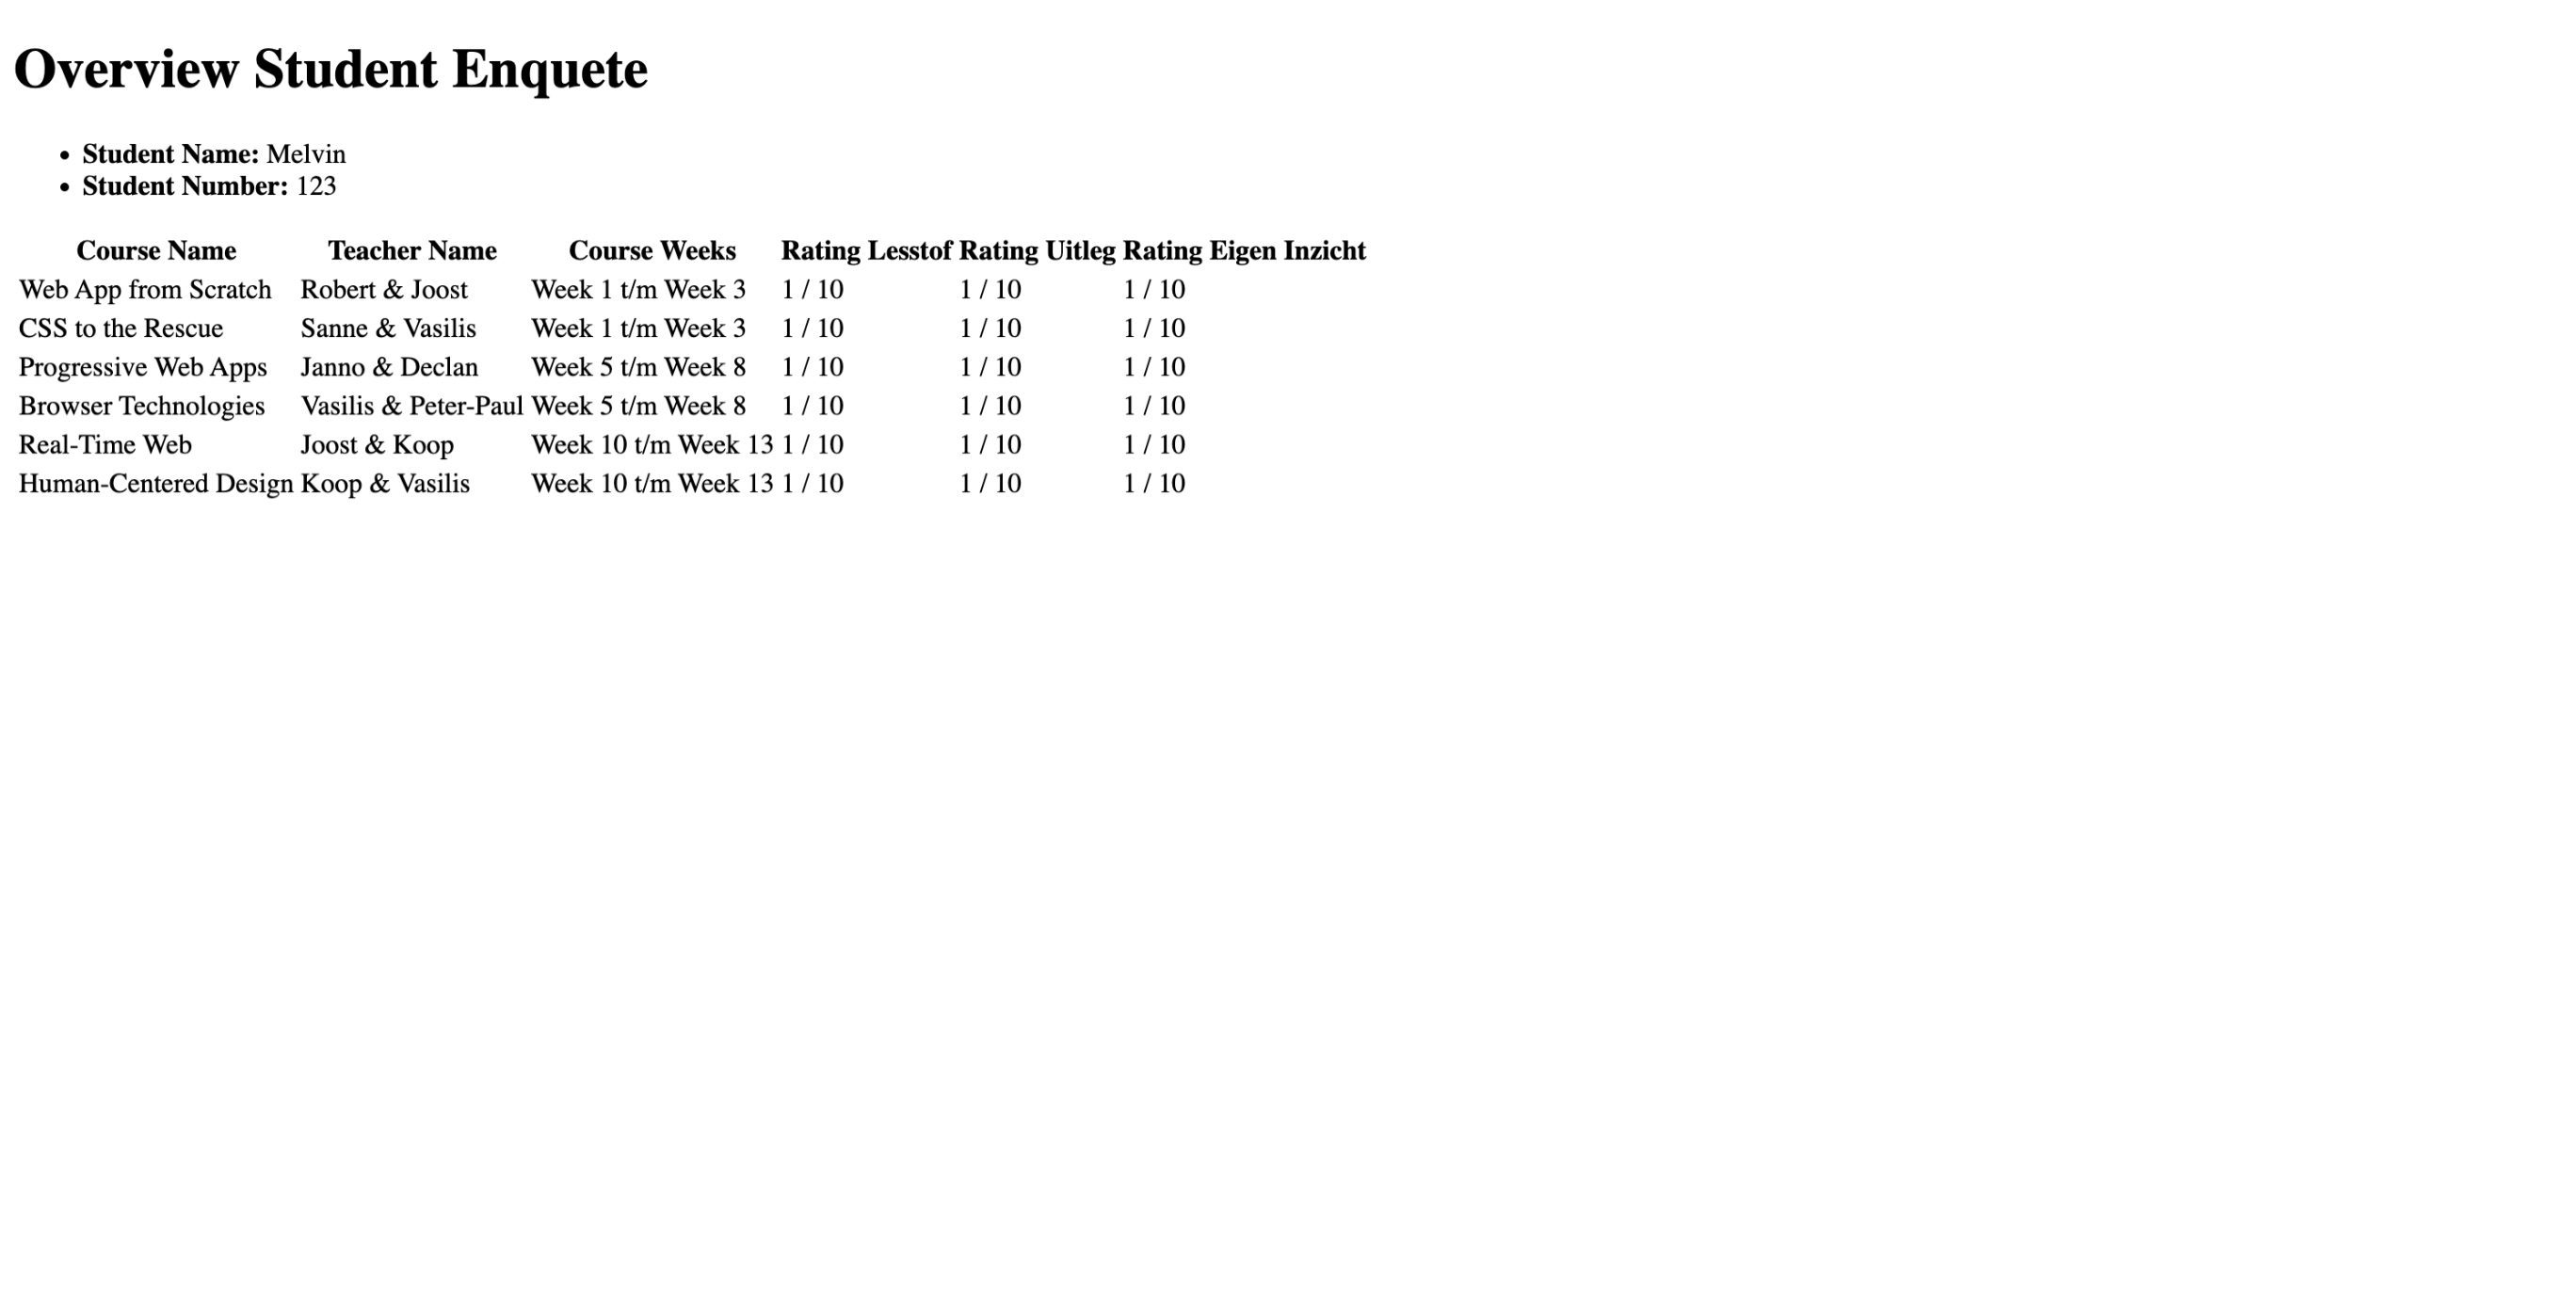 Overview Student Enquete
• Student Name: Melvin
• Student Number: 123
Course Name Teacher Name Course Weeks Rating Lesstof Rating Uitleg Rating Eigen Inzicht
Web App from Scratch Robert & Joost Week 1 t/m Week 3 1 / 10 1 / 10 1 / 10
CSS to the Rescue Sanne & Vasilis Week 1 t/m Week 3 1 / 10 1 / 10 1 / 10
Progressive Web Apps Janno & Declan Week 5 t/m Week 8 1 / 10 1 / 10 1 / 10
Browser Technologies Vasilis & Peter-Paul Week 5 t/m Week 8 1 / 10 1 / 10 1 / 10
Real-Time Web Joost & Koop Week 10 t/m Week 13 1 / 10 1 / 10 1 / 10
Human-Centered Design Koop & Vasilis Week 10 t/m Week 13 1 / 10 1 / 10 1 / 10